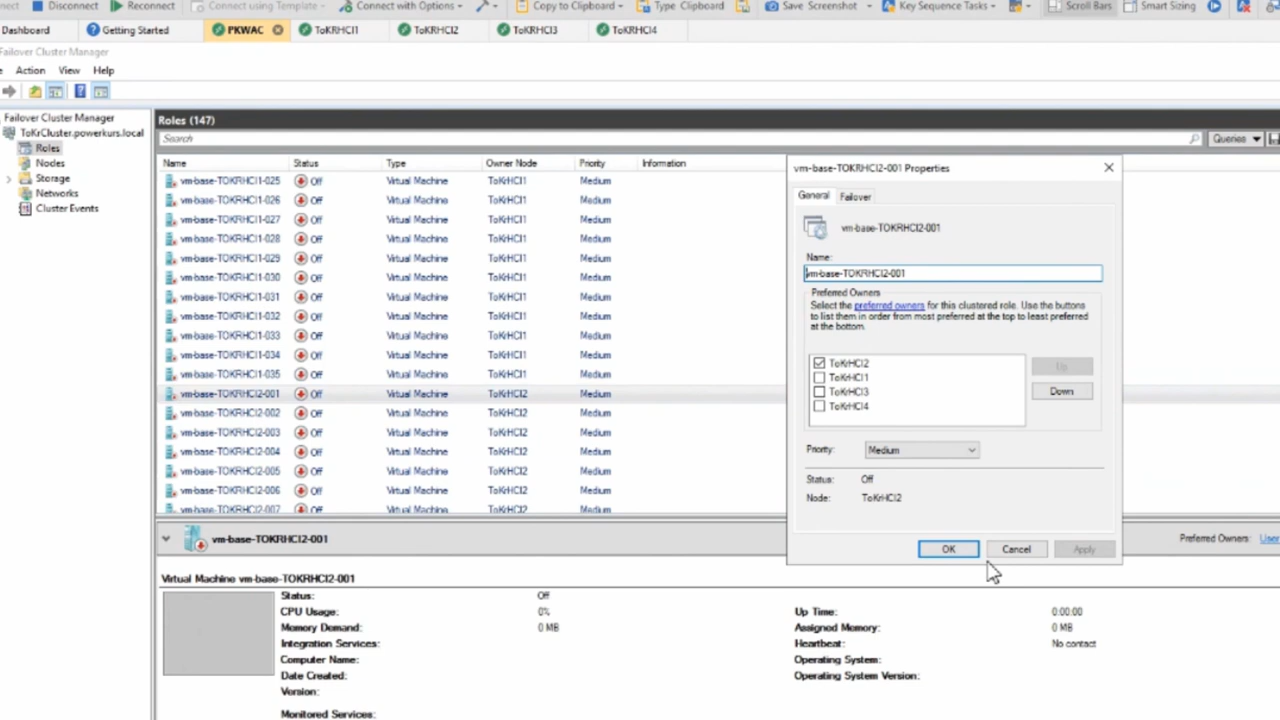 Disconnect Reconnect Connect using Template Connect with Options Copy to Clipboard Type Clipboard Save Screenshot Key Sequence Tasks Scroll Bars Smart Sizing
Dashboard Getting Started PKWAC ToKrHCI1 ToKrHCI2 ToKrHCI3 ToKrHCI4
Failover Cluster Manager
Action View Help
Failover Cluster Manager
ToKrCluster.powerkurs.local
Roles
Nodes
Storage
Networks
Cluster Events
Roles (147)
Search Queries
Name Status Type Owner Node Priority Information
vm-base-TOKRHCI1-025 Off Virtual Machine ToKrHCI1 Medium
vm-base-TOKRHCI1-026 Off Virtual Machine ToKrHCI1 Medium
vm-base-TOKRHCI1-027 Off Virtual Machine ToKrHCI1 Medium
vm-base-TOKRHCI1-028 Off Virtual Machine ToKrHCI1 Medium
vm-base-TOKRHCI1-029 Off Virtual Machine ToKrHCI1 Medium
vm-base-TOKRHCI1-030 Off Virtual Machine ToKrHCI1 Medium
vm-base-TOKRHCI1-031 Off Virtual Machine ToKrHCI1 Medium
vm-base-TOKRHCI1-032 Off Virtual Machine ToKrHCI1 Medium
vm-base-TOKRHCI1-033 Off Virtual Machine ToKrHCI1 Medium
vm-base-TOKRHCI1-034 Off Virtual Machine ToKrHCI1 Medium
vm-base-TOKRHCI1-035 Off Virtual Machine ToKrHCI1 Medium
vm-base-TOKRHCI2-001 Off Virtual Machine ToKrHCI2 Medium
vm-base-TOKRHCI2-002 Off Virtual Machine ToKrHCI2 Medium
vm-base-TOKRHCI2-003 Off Virtual Machine ToKrHCI2 Medium
vm-base-TOKRHCI2-004 Off Virtual Machine ToKrHCI2 Medium
vm-base-TOKRHCI2-005 Off Virtual Machine ToKrHCI2 Medium
vm-base-TOKRHCI2-006 Off Virtual Machine ToKrHCI2 Medium
vm-base-TOKRHCI2-007 Off Virtual Machine ToKrHCI2 Medium
vm-base-TOKRHCI2-001 Properties
General Failover
vm-base-TOKRHCI2-001
Name:
vm-base-TOKRHCI2-001
Preferred Owners
Select the preferred owners for this clustered role. Use the buttons
to list them in order from most preferred at the top to least preferred
at the bottom.
ToKrHCI2
ToKrHCI1
ToKrHCI3
ToKrHCI4
Up
Down
Priority: Medium
Status: Off
Node: ToKrHCI2
OK Cancel Apply
vm-base-TOKRHCI2-001 Preferred Owners: User
Virtual Machine vm-base-TOKRHCI2-001
Status: Off
CPU Usage: 0% Up Time: 0:00:00
Memory Demand: 0 MB Assigned Memory: 0 MB
Integration Services: Heartbeat: No contact
Computer Name: Operating System:
Date Created: Operating System Version:
Version:
Monitored Services: